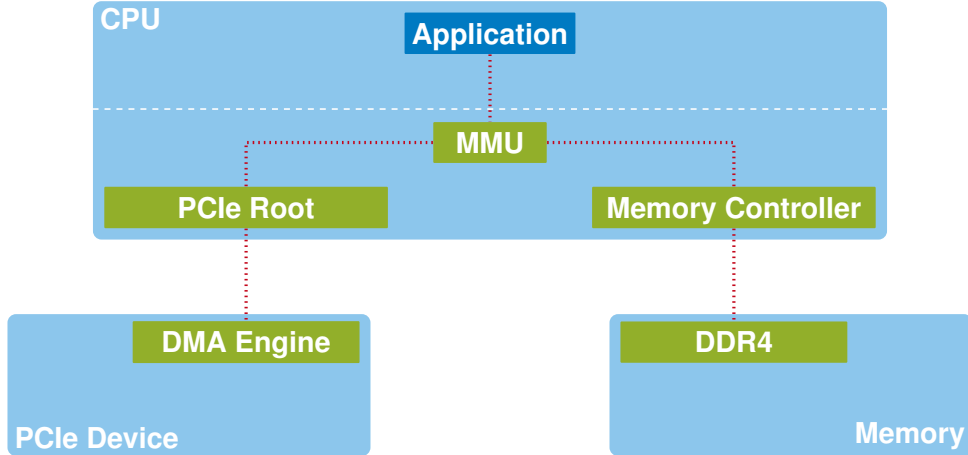 CPU
Application
MMU
PCIe Root
Memory Controller
DMA Engine
DDR4
PCIe Device
Memory